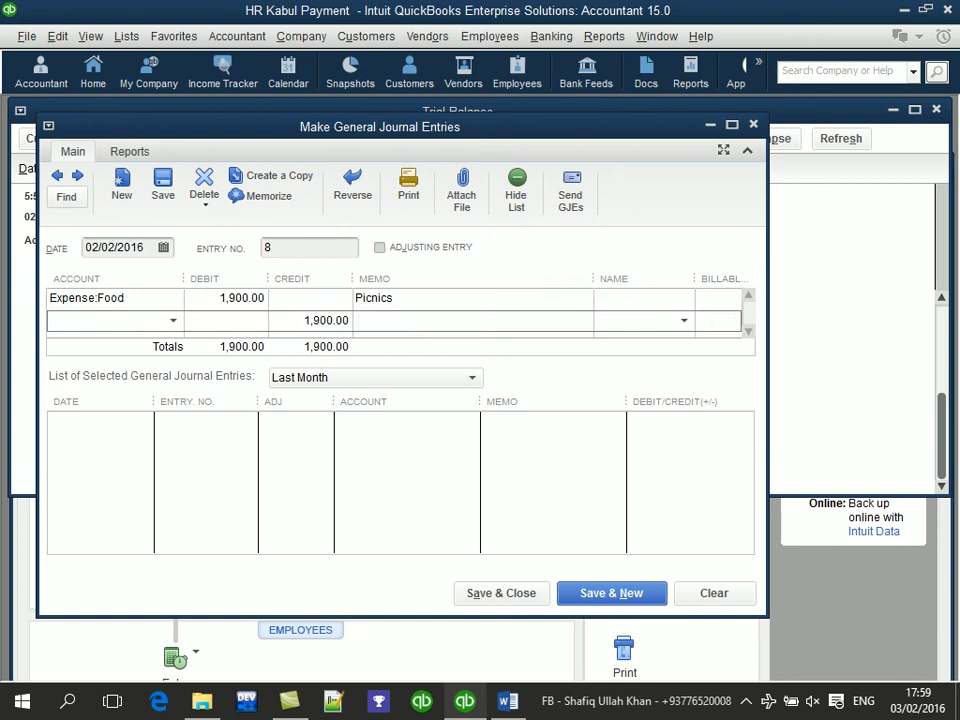 HR Kabul Payment - Intuit QuickBooks Enterprise Solutions: Accountant 15.0
File Edit View Lists Favorites Accountant Company Customers Vendors Employees Banking Reports Window Help
Accountant Home My Company Income Tracker Calendar Snapshots Customers Vendors Employees Bank Feeds Docs Reports App Search Company or Help
Make General Journal Entries
Refresh
Main Reports
Find New Save Delete Create a Copy Memorize Reverse Print Attach File Hide List Send GJEs
DATE 02/02/2016 ENTRY NO. 8 ADJUSTING ENTRY
ACCOUNT DEBIT CREDIT MEMO NAME BILLABL...
Expense:Food 1,900.00 Picnics
1,900.00
Totals 1,900.00 1,900.00
List of Selected General Journal Entries: Last Month
DATE ENTRY. NO. ADJ ACCOUNT MEMO DEBIT/CREDIT(+/-)
Online: Back up
online with
Intuit Data
Save & Close Save & New Clear
EMPLOYEES
Print
FB - Shafiq Ullah Khan - +93776520008 ENG
17:59
03/02/2016